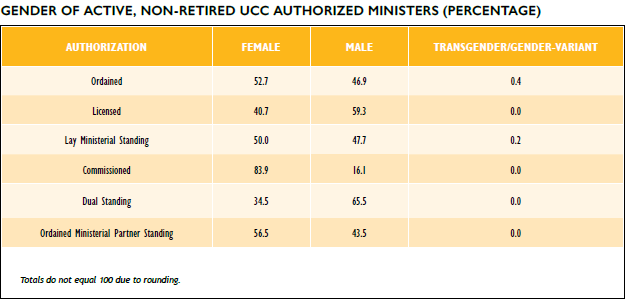 GENDER OF ACTIVE, NON-RETIRED UCC AUTHORIZED MINISTERS (PERCENTAGE)
AUTHORIZATION FEMALE MALE TRANSGENDER/GENDER-VARIANT
Ordained 52.7 46.9 0.4
Licensed 40.7 59.3 0.0
Lay Ministerial Standing 50.0 47.7 0.2
Commissioned 83.9 16.1 0.0
Dual Standing 34.5 65.5 0.0
Ordained Ministerial Partner Standing 56.5 43.5 0.0
Totals do not equal 100 due to rounding.